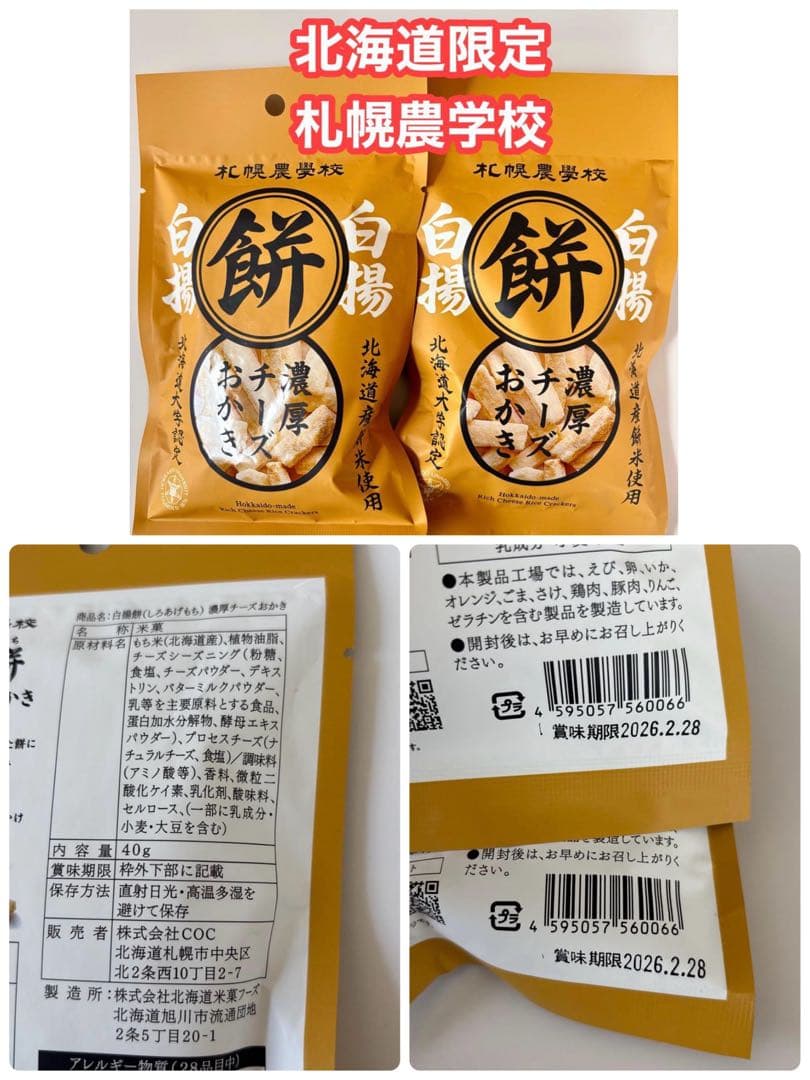 北海道限定
札幌農学校
札幌農學校
白揚
餅
白揚
濃厚
チーズ
おかき
北海道産
米使用
北海道大学認定
Hokkaido-made
Rich Cheese Rice Crackers
札幌農學校
白揚
餅
白揚
濃厚
チーズ
おかき
北海道産餅米使用
北海道大学認定
Hokkaido-made
Rich Cheese Rice Crackers
校
餅
かき
た餅に
かけ
商品名:白揚餅(しろあげもち) 濃厚チーズおかき
名 称 米菓
原材料名 もち米(北海道産)、植物油脂、
チーズシーズニング(粉糖、
食塩、チーズパウダー、デキス
トリン、バターミルクパウダー、
乳等を主要原料とする食品、
蛋白加水分解物、酵母エキス
パウダー)、プロセスチーズ(ナ
チュラルチーズ、食塩)/調味料
(アミノ酸等)、香料、微粒二
酸化ケイ素、乳化剤、酸味料、
セルロース、(一部に乳成分・
小麦・大豆を含む)
内 容 量 40g
賞味期限 枠外下部に記載
保存方法 直射日光・高温多湿を
避けて保存
販 売 者 株式会社COC
北海道札幌市中央区
北2条西10丁目2-7
製 造 所:株式会社北海道米菓フーズ
北海道旭川市流通団地
2条5丁目20-1
アレルギー物質(28品目中)
●本製品工場では、えび、卵、いか、
オレンジ、ごま、さけ、鶏肉、豚肉、りんご、
ゼラチンを含む製品を製造しています
●開封後は、お早めにお召し上がりく
ださい。
プラ
4 595057 560066
賞味期限2026.2.28
を製造しています。
●開封後は、お早めにお召し上がりく
ださい。
プラ
4 595057 560066
賞味期限2026.2.28